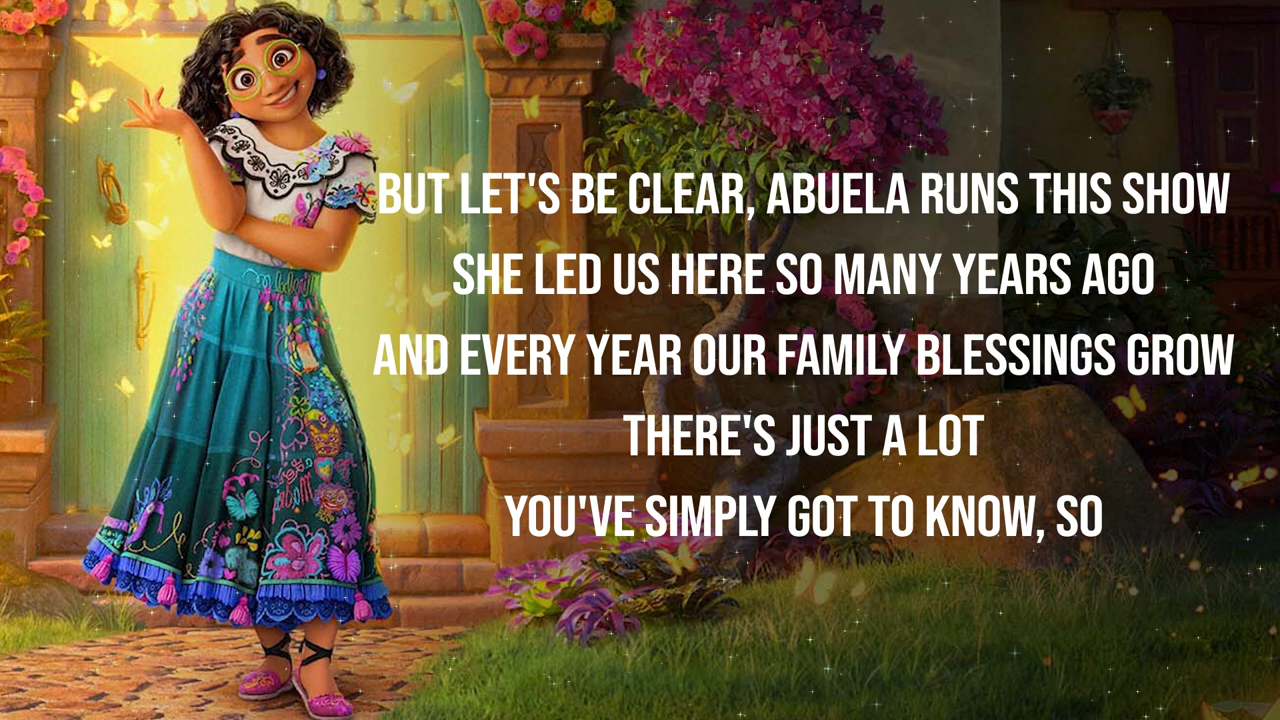 BUT LET'S BE CLEAR, ABUELA RUNS THIS SHOW
SHE LED US HERE SO MANY YEARS AGO
AND EVERY YEAR OUR FAMILY BLESSINGS GROW
THERE'S JUST A LOT
YOU'VE SIMPLY GOT TO KNOW, SO